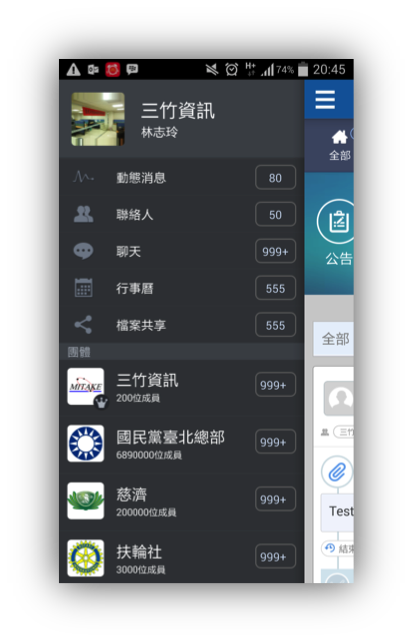 H+
74%
20:45
三竹資訊
林志玲
動態消息
80
聯絡人
50
聊天
999+
行事曆
555
檔案共享
555
團體
MITAKE
三竹資訊
200位成員
999+
國民黨臺北總部
6890000位成員
999+
慈濟
200000位成員
999+
扶輪社
3000位成員
999+
全部
公告
全部
三竹
Test
結束